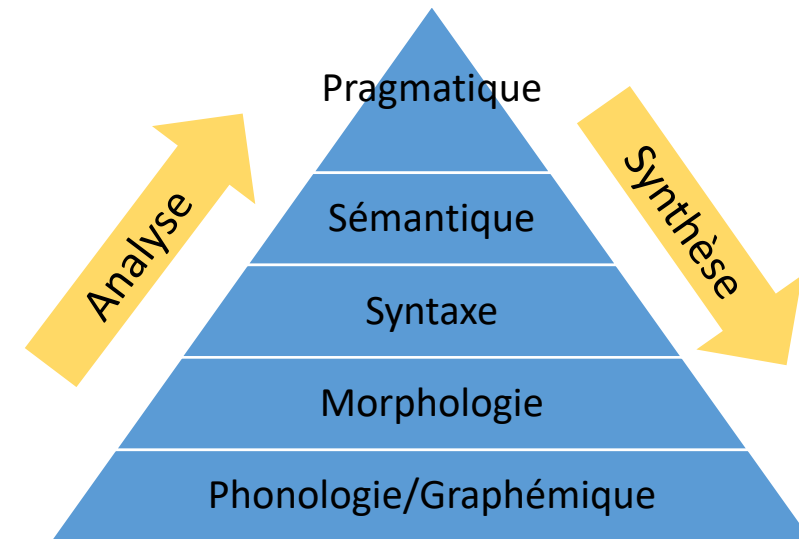 Pragmatique
Analyse
Synthèse
Sémantique
Syntaxe
Morphologie
Phonologie/Graphémique